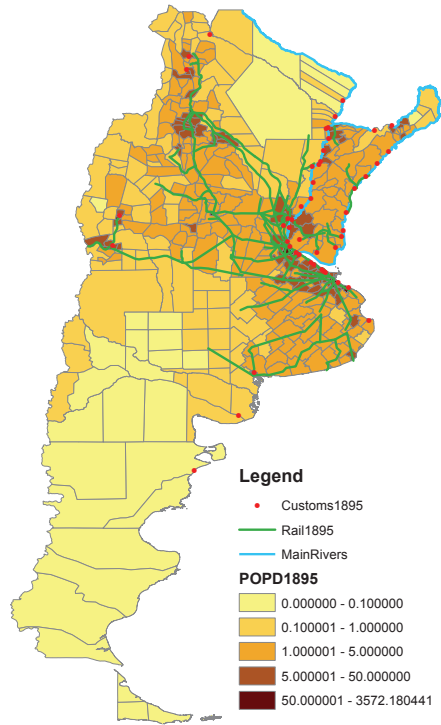 Legend
Customs1895
Rail1895
MainRivers
POPD1895
0.000000 - 0.100000
0.100001 - 1.000000
1.000001 - 5.000000
5.000001 - 50.000000
50.000001 - 3572.180441